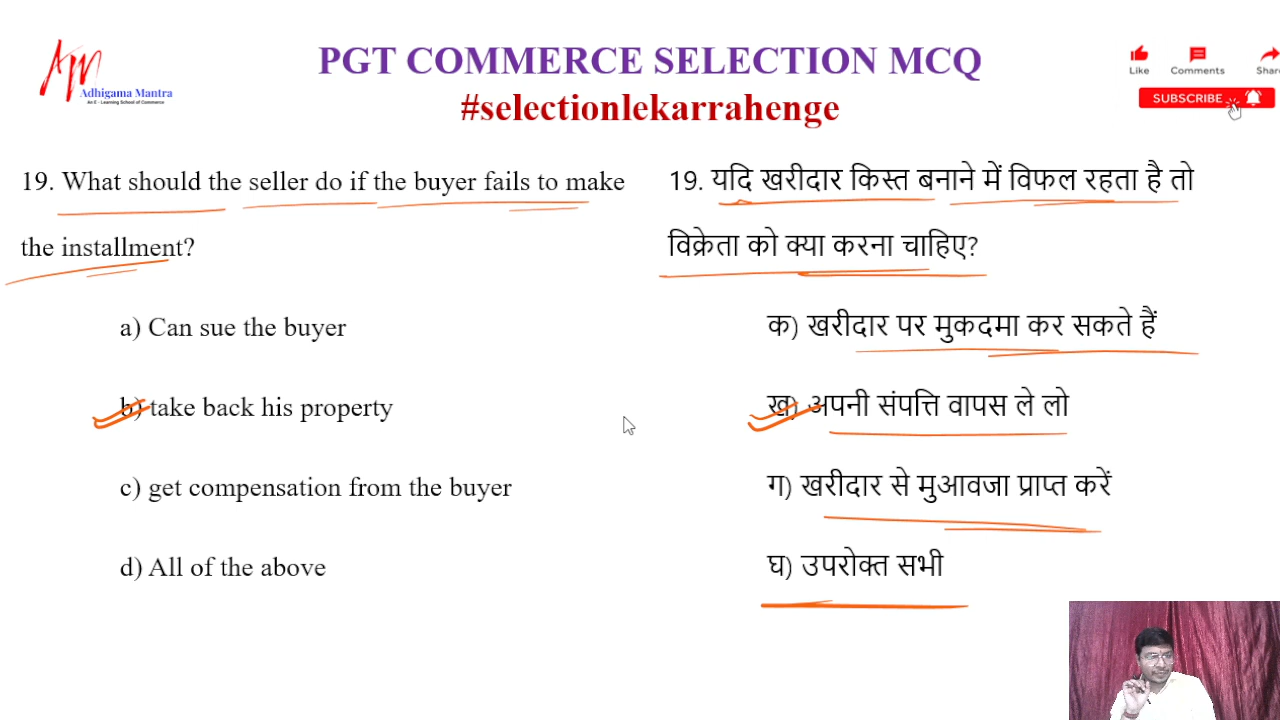 Adhigama Mantra
An E - Learning School of Commerce
PGT COMMERCE SELECTION MCQ
#selectionlekarrahenge
Like
Comments
Share
SUBSCRIBE
19. What should the seller do if the buyer fails to make
the installment?
a) Can sue the buyer
b) take back his property
c) get compensation from the buyer
d) All of the above
19. यदि खरीदार किस्त बनाने में विफल रहता है तो
विक्रेता को क्या करना चाहिए?
क) खरीदार पर मुकदमा कर सकते हैं
ख) अपनी संपत्ति वापस ले लो
ग) खरीदार से मुआवजा प्राप्त करें
घ) उपरोक्त सभी